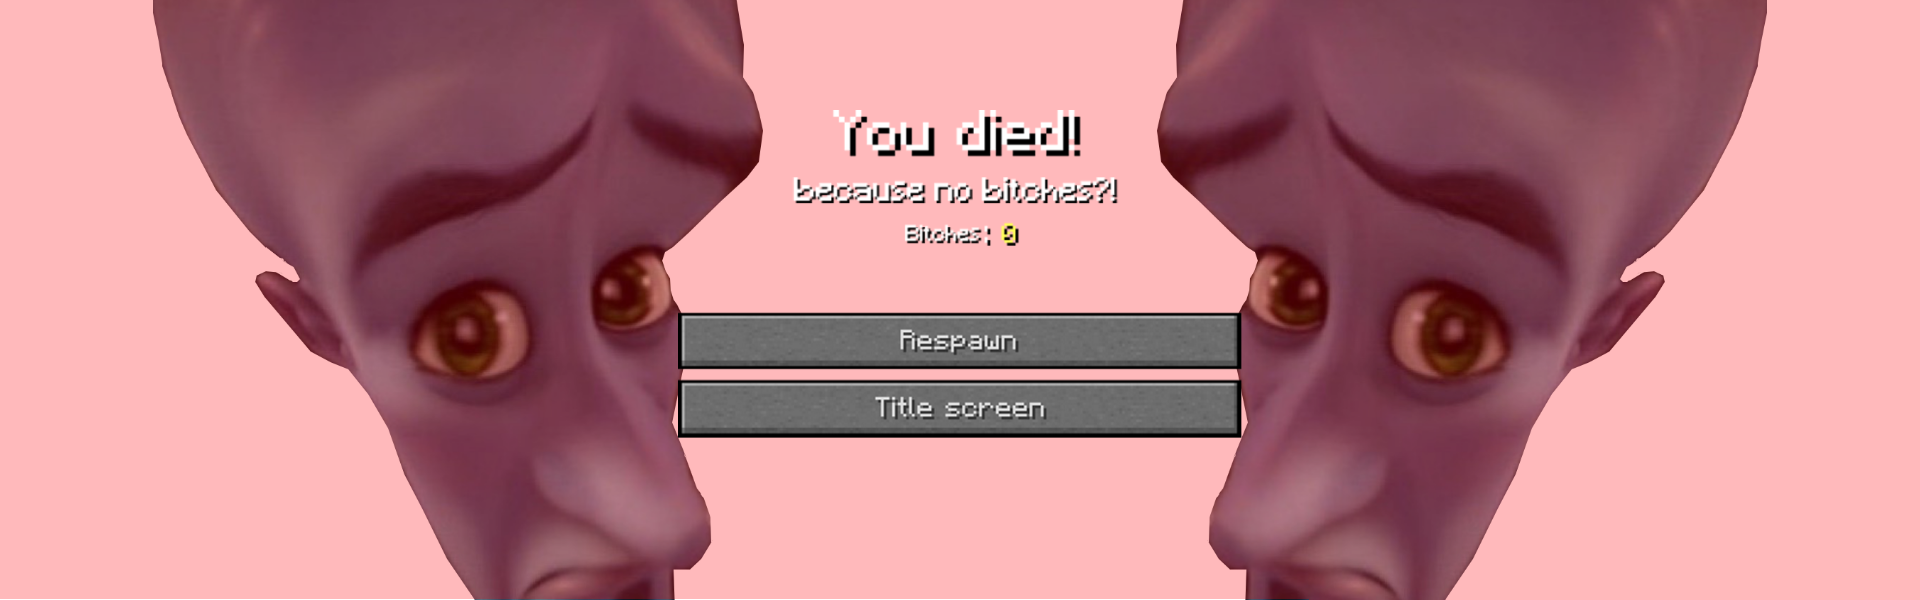 You died!
because no bitches?!
Bitches: 0
Respawn
Title screen